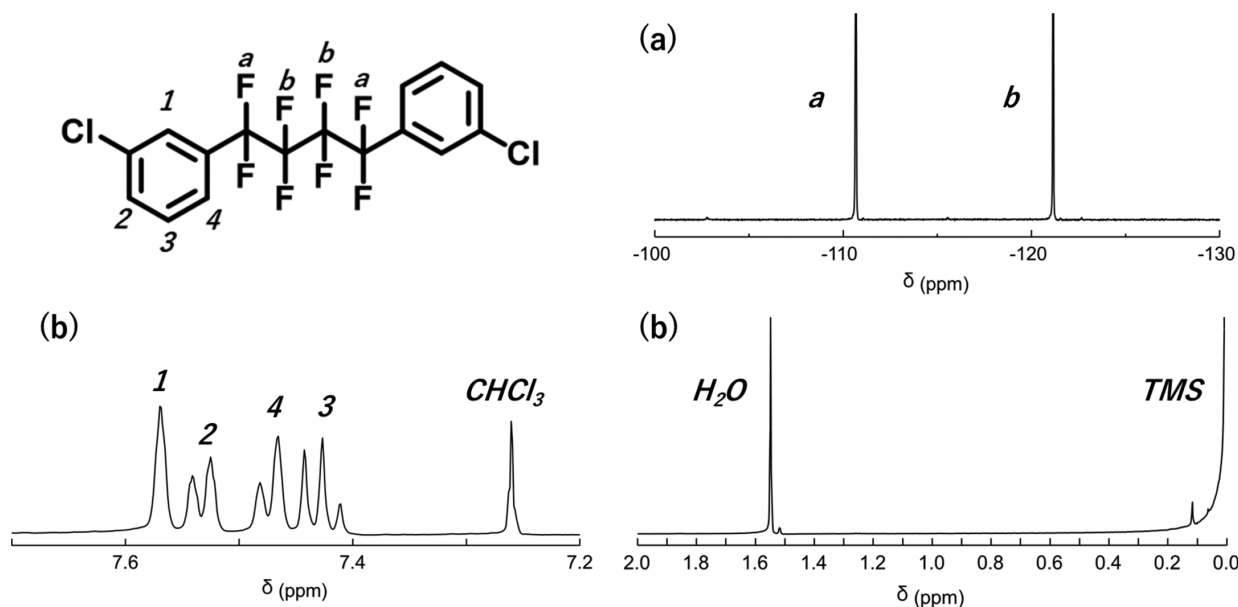 a
b
F
F
b
a
1
F
F
Cl
F
F
F
F
Cl
2
4
3
(a)
a
b
-100
-110
-120
-130
δ (ppm)
(b)
1
2
4
3
CHCl₃
7.6
7.4
7.2
δ (ppm)
(b)
H₂O
TMS
2.0 1.8 1.6 1.4 1.2 1.0 0.8 0.6 0.4 0.2 0.0
δ (ppm)